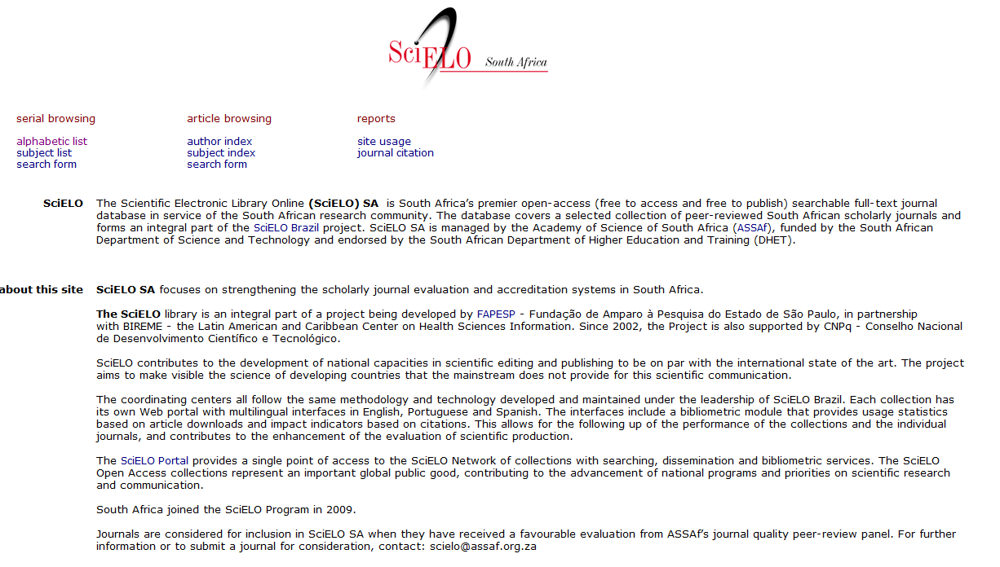 SciELO South Africa
serial browsing article browsing reports
alphabetic list author index site usage
subject list subject index journal citation
search form search form
SciELO The Scientific Electronic Library Online (SciELO) SA is South Africa’s premier open-access (free to access and free to publish) searchable full-text journal
database in service of the South African research community. The database covers a selected collection of peer-reviewed South African scholarly journals and
forms an integral part of the SciELO Brazil project. SciELO SA is managed by the Academy of Science of South Africa (ASSAf), funded by the South African
Department of Science and Technology and endorsed by the South African Department of Higher Education and Training (DHET).
about this site SciELO SA focuses on strengthening the scholarly journal evaluation and accreditation systems in South Africa.
The SciELO library is an integral part of a project being developed by FAPESP - Fundação de Amparo à Pesquisa do Estado de São Paulo, in partnership
with BIREME - the Latin American and Caribbean Center on Health Sciences Information. Since 2002, the Project is also supported by CNPq - Conselho Nacional
de Desenvolvimento Científico e Tecnológico.
SciELO contributes to the development of national capacities in scientific editing and publishing to be on par with the international state of the art. The project
aims to make visible the science of developing countries that the mainstream does not provide for this scientific communication.
The coordinating centers all follow the same methodology and technology developed and maintained under the leadership of SciELO Brazil. Each collection has
its own Web portal with multilingual interfaces in English, Portuguese and Spanish. The interfaces include a bibliometric module that provides usage statistics
based on article downloads and impact indicators based on citations. This allows for the following up of the performance of the collections and the individual
journals, and contributes to the enhancement of the evaluation of scientific production.
The SciELO Portal provides a single point of access to the SciELO Network of collections with searching, dissemination and bibliometric services. The SciELO
Open Access collections represent an important global public good, contributing to the advancement of national programs and priorities on scientific research
and communication.
South Africa joined the SciELO Program in 2009.
Journals are considered for inclusion in SciELO SA when they have received a favourable evaluation from ASSAf’s journal quality peer-review panel. For further
information or to submit a journal for consideration, contact: scielo@assaf.org.za